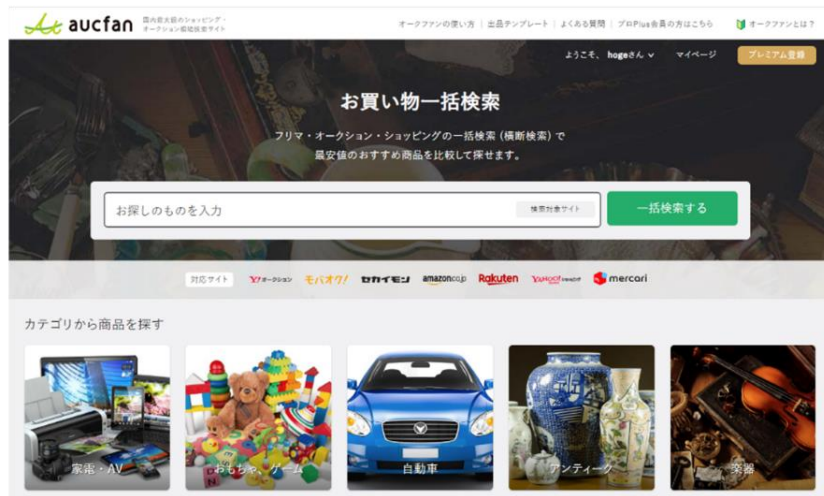 aucfan
国内最大級のショッピング・
オークション相場検索サイト
オークファンの使い方 | 出品テンプレート | よくある質問 | プロPlus会員の方はこちら
オークファンとは?
ようこそ、hogeさん
マイページ
プレミアム登録
お買い物一括検索
フリマ・オークション・ショッピングの一括検索(横断検索)で
最安値のおすすめ商品を比較して探せます。
お探しのものを入力
検索対象サイト
一括検索する
対応サイト
Y!オークション
モバオク!
セカイモン
amazon.co.jp
Rakuten
YAHOO!
mercari
カテゴリから商品を探す
家電・AV
おもちゃ、ゲーム
自動車
アンティーク
楽器